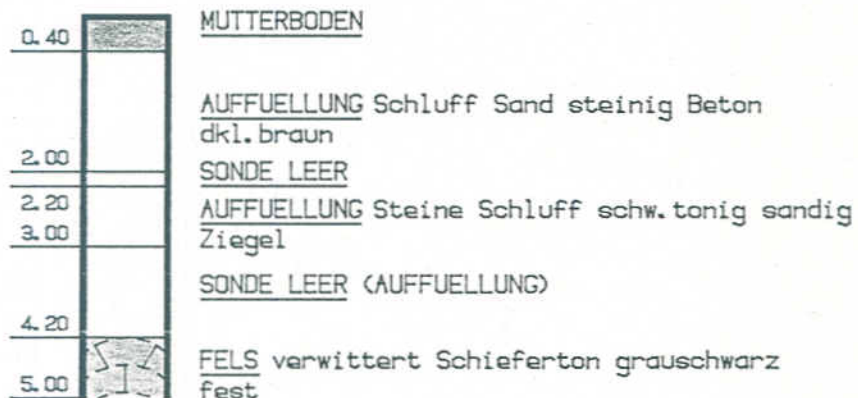 MUTTERBODEN
0.40
AUFFUELLUNG Schluff Sand steinig Beton
dkl.braun
2.00
SONDE LEER
2.20
AUFFUELLUNG Steine Schluff schw.tonig sandig
3.00
Ziegel
SONDE LEER (AUFFUELLUNG)
4.20
FELS verwittert Schieferton grauschwarz
5.00
fest